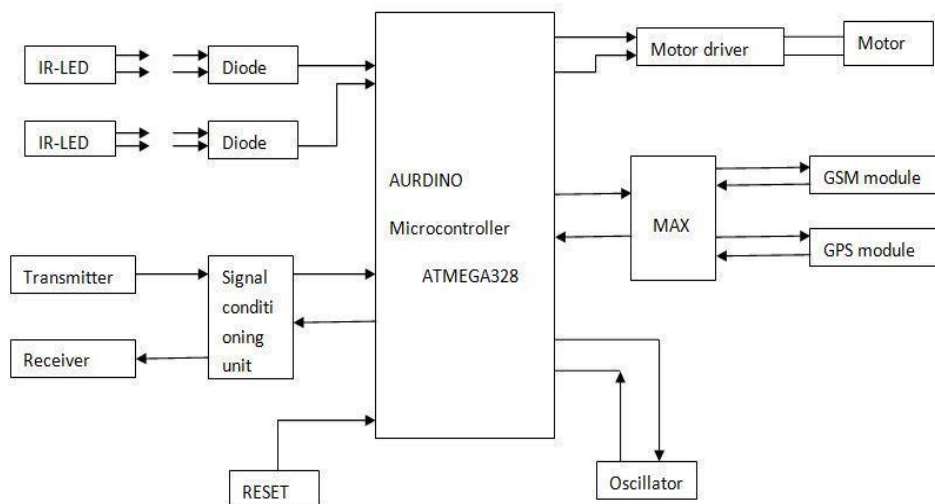 IR-LED
Diode
IR-LED
Diode
Transmitter
Receiver
Signal
conditi
oning
unit
RESET
AURDINO
Microcontroller
ATMEGA328
Motor driver
Motor
MAX
GSM module
GPS module
Oscillator